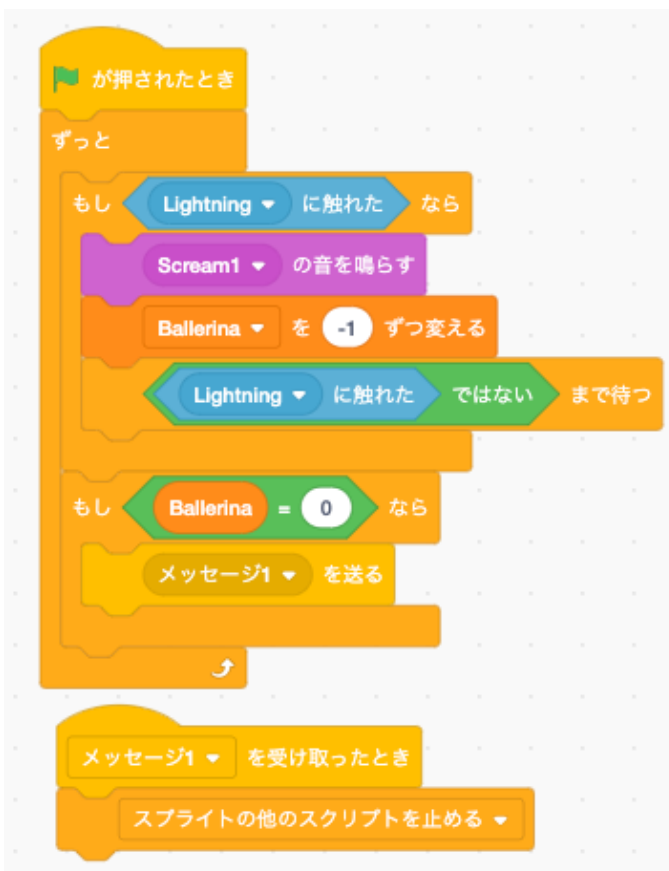 が押されたとき
ずっと
もし Lightning に触れた なら
Scream1 の音を鳴らす
Ballerina を -1 ずつ変える
Lightning に触れた ではない まで待つ
もし Ballerina = 0 なら
メッセージ1 を送る
メッセージ1 を受け取ったとき
スプライトの他のスクリプトを止める